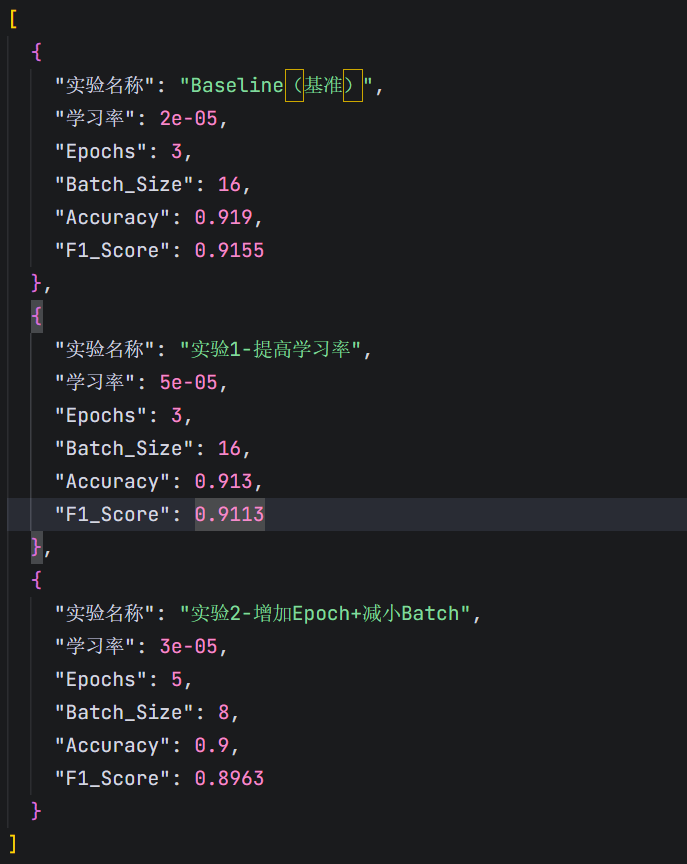 [
  {
    "实验名称": "Baseline（基准）",
    "学习率": 2e-05,
    "Epochs": 3,
    "Batch_Size": 16,
    "Accuracy": 0.919,
    "F1_Score": 0.9155
  },
  {
    "实验名称": "实验1-提高学习率",
    "学习率": 5e-05,
    "Epochs": 3,
    "Batch_Size": 16,
    "Accuracy": 0.913,
    "F1_Score": 0.9113
  },
  {
    "实验名称": "实验2-增加Epoch+减小Batch",
    "学习率": 3e-05,
    "Epochs": 5,
    "Batch_Size": 8,
    "Accuracy": 0.9,
    "F1_Score": 0.8963
  }
]